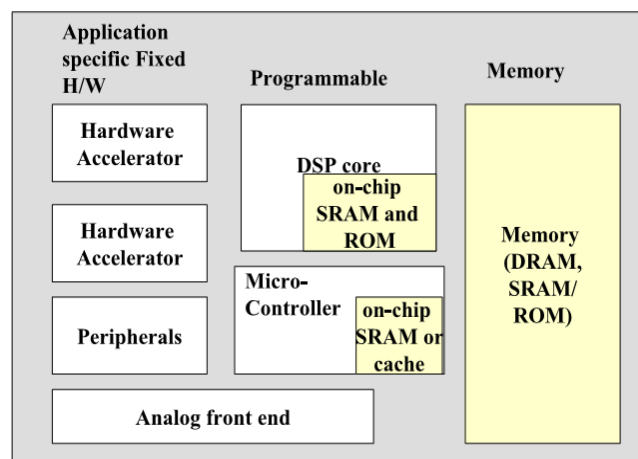 Application
specific Fixed
H/W
Programmable
Memory
Hardware
Accelerator
DSP core
on-chip
SRAM and
ROM
Hardware
Accelerator
Micro-
Controller
on-chip
SRAM or
cache
Peripherals
Memory
(DRAM,
SRAM/
ROM)
Analog front end